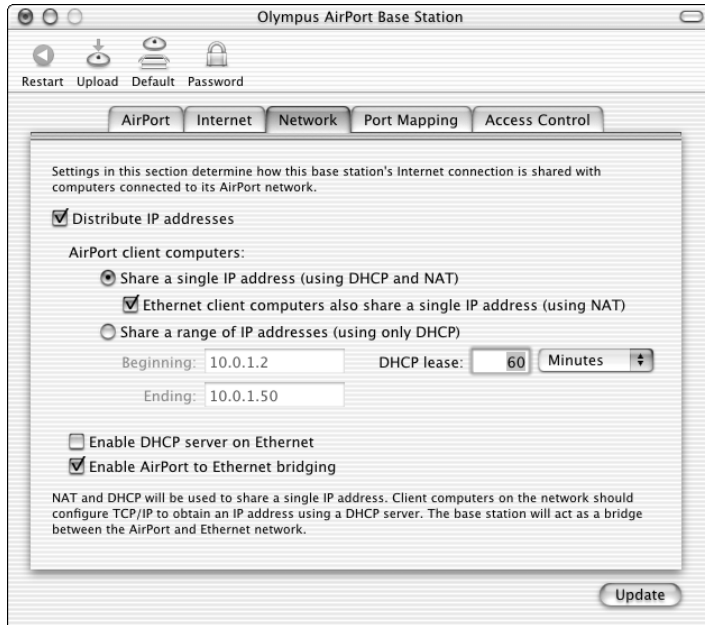 Olympus AirPort Base Station
Restart Upload Default Password
AirPort Internet Network Port Mapping Access Control
Settings in this section determine how this base station's Internet connection is shared with
computers connected to its AirPort network.
Distribute IP addresses
AirPort client computers:
Share a single IP address (using DHCP and NAT)
Ethernet client computers also share a single IP address (using NAT)
Share a range of IP addresses (using only DHCP)
Beginning: 10.0.1.2 DHCP lease: 60 Minutes
Ending: 10.0.1.50
Enable DHCP server on Ethernet
Enable AirPort to Ethernet bridging
NAT and DHCP will be used to share a single IP address. Client computers on the network should
configure TCP/IP to obtain an IP address using a DHCP server. The base station will act as a bridge
between the AirPort and Ethernet network.
Update